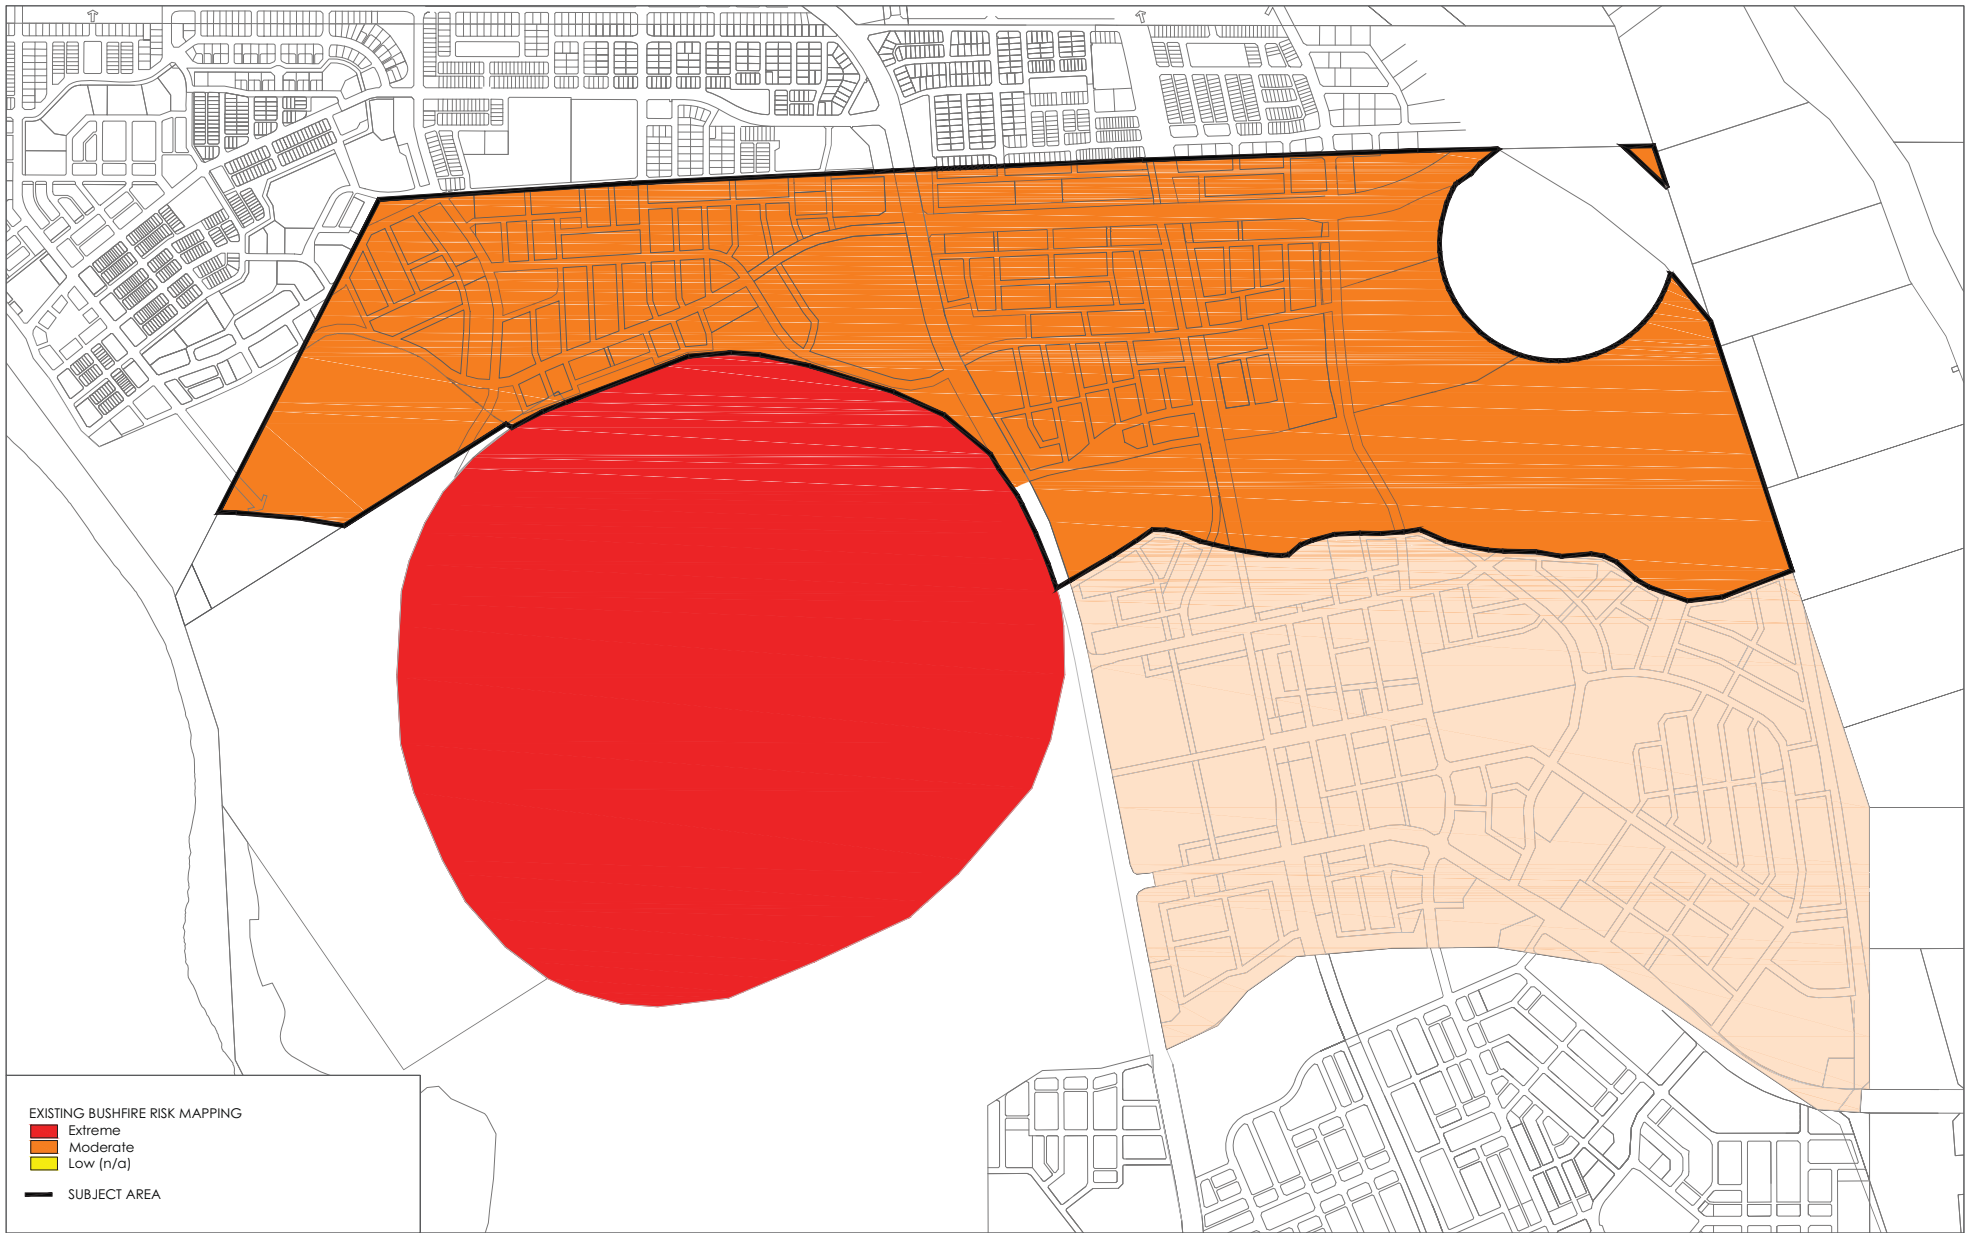 EXISTING BUSHFIRE RISK MAPPING
Extreme
Moderate
Low (n/a)
SUBJECT AREA